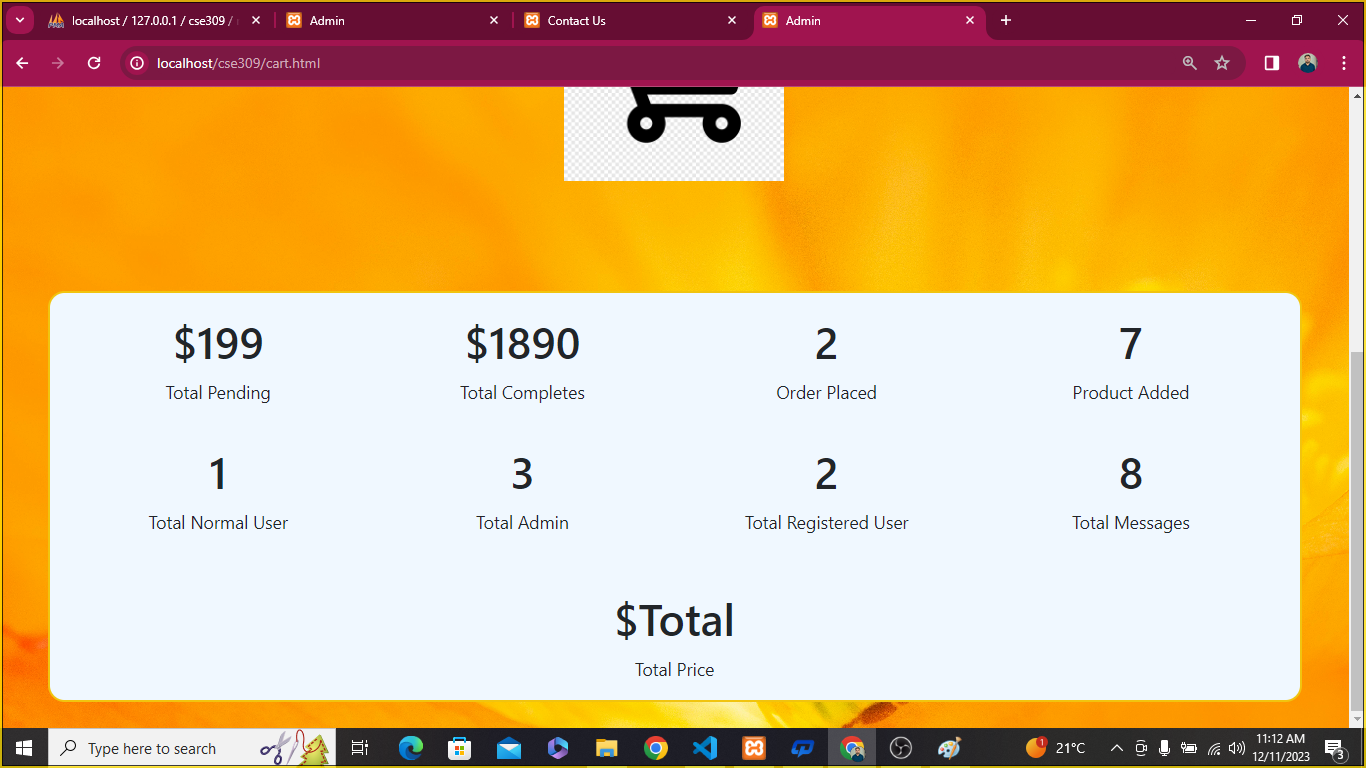 localhost / 127.0.0.1 / cse309 /
Admin
Contact Us
Admin
localhost/cse309/cart.html
$199
$1890
2
7
Total Pending
Total Completes
Order Placed
Product Added
1
3
2
8
Total Normal User
Total Admin
Total Registered User
Total Messages
$Total
Total Price
Type here to search
1
21°C
11:12 AM
12/11/2023
3